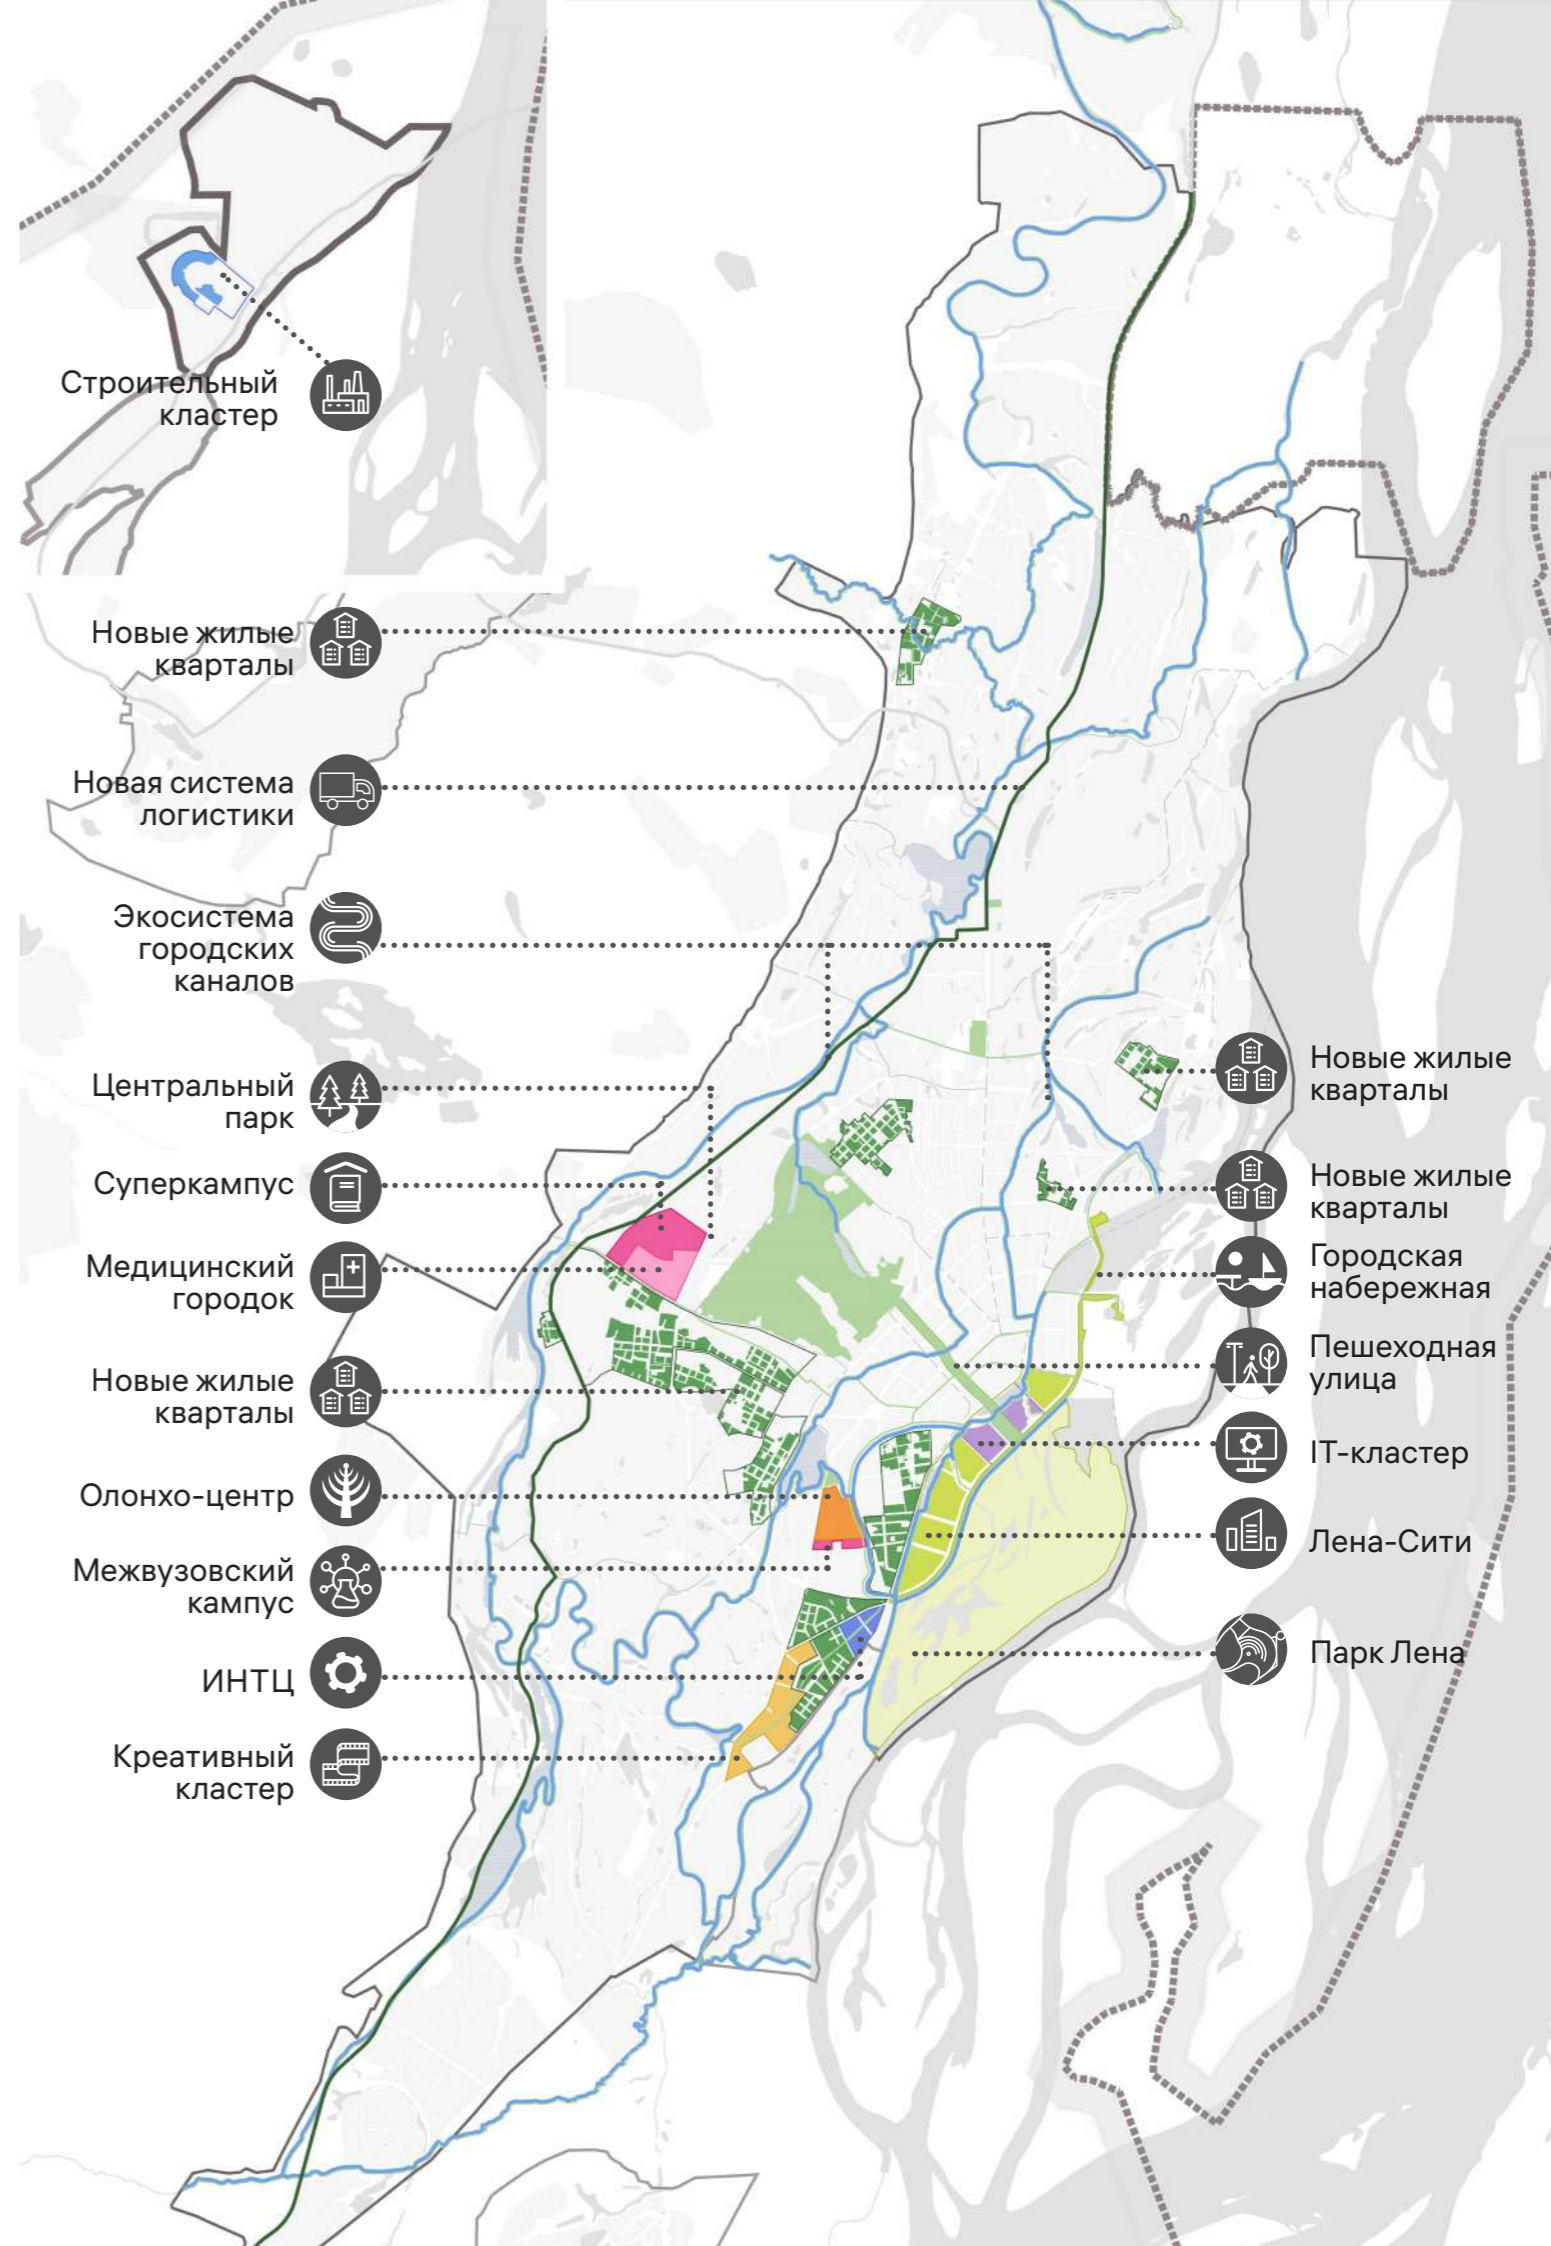 Строительный
кластер
Новые жилые
кварталы
Новая система
логистики
Экосистема
городских
каналов
Центральный
парк
Суперкампус
Медицинский
городок
Новые жилые
кварталы
Олонхо-центр
Межвузовский
кампус
ИНТЦ
Креативный
кластер
Новые жилые
кварталы
Новые жилые
кварталы
Городская
набережная
Пешеходная
улица
IT-кластер
Лена-Сити
Парк Лена